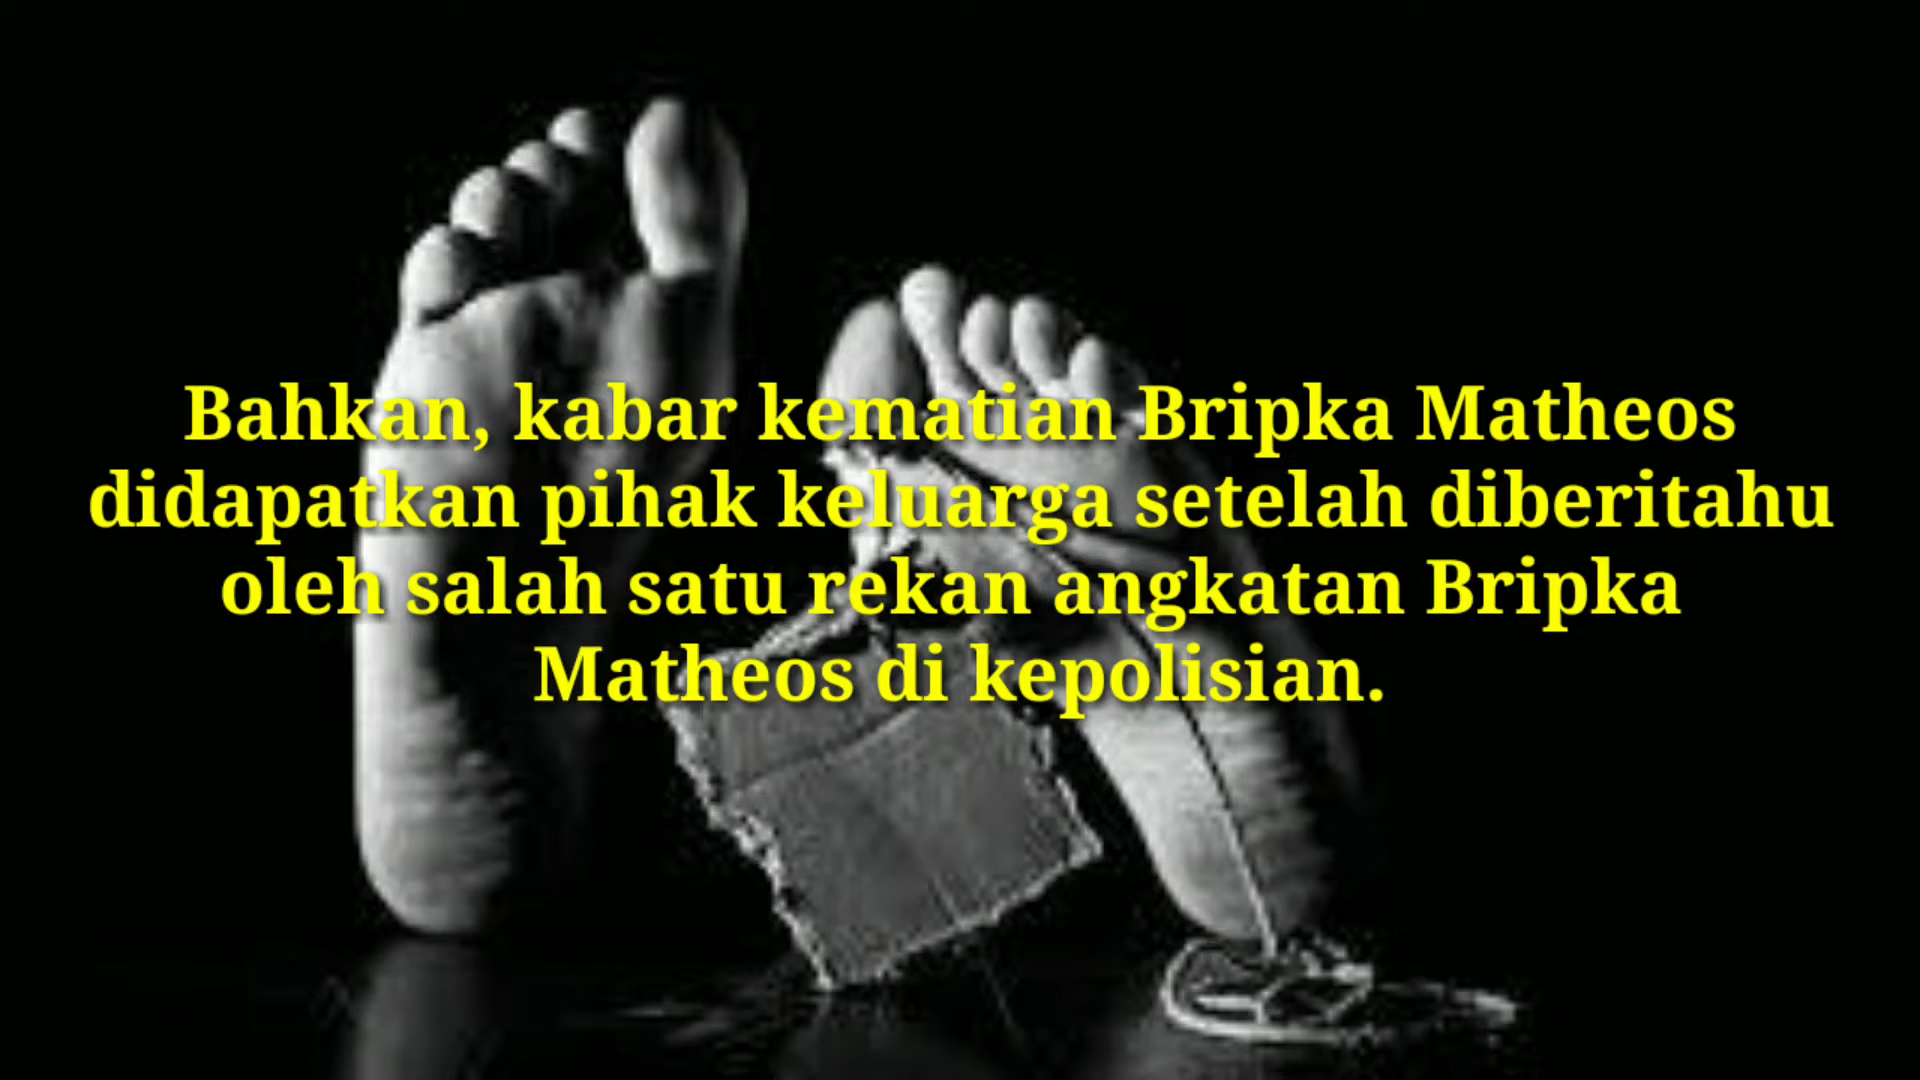 Bahkan, kabar kematian Bripka Matheos
didapatkan pihak keluarga setelah diberitahu
oleh salah satu rekan angkatan Bripka
Matheos di kepolisian.